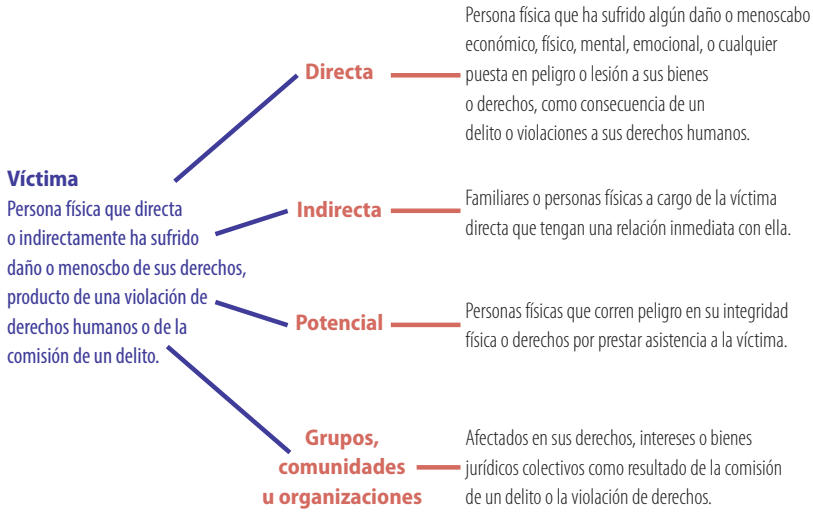 Víctima
Persona física que directa
o indirectamente ha sufrido
daño o menoscbo de sus derechos,
producto de una violación de
derechos humanos o de la
comisión de un delito.
Directa
Persona física que ha sufrido algún daño o menoscabo
económico, físico, mental, emocional, o cualquier
puesta en peligro o lesión a sus bienes
o derechos, como consecuencia de un
delito o violaciones a sus derechos humanos.
Indirecta
Familiares o personas físicas a cargo de la víctima
directa que tengan una relación inmediata con ella.
Potencial
Personas físicas que corren peligro en su integridad
física o derechos por prestar asistencia a la víctima.
Grupos,
comunidades
u organizaciones
Afectados en sus derechos, intereses o bienes
jurídicos colectivos como resultado de la comisión
de un delito o la violación de derechos.